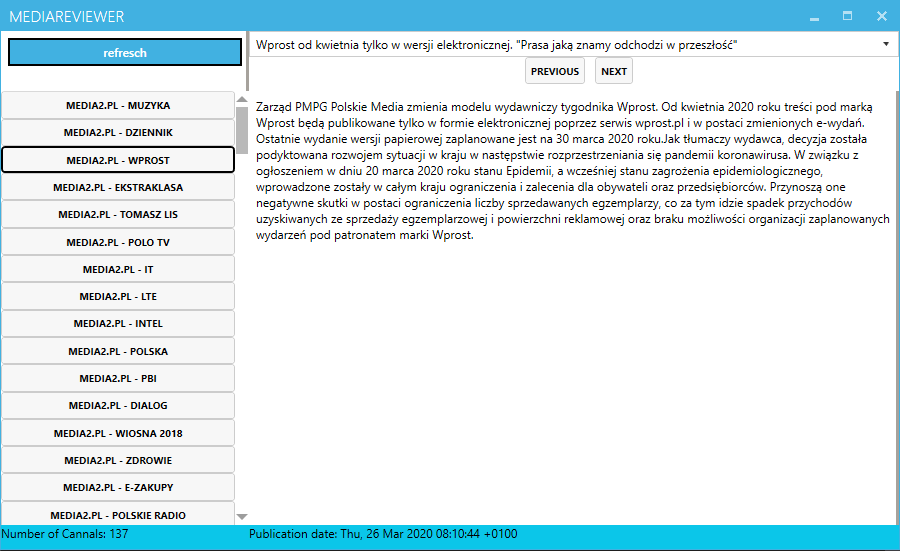 MEDIAREVIEWER
refresch
Wprost od kwietnia tylko w wersji elektronicznej. "Prasa jaką znamy odchodzi w przeszłość"
PREVIOUS NEXT
MEDIA2.PL - MUZYKA
MEDIA2.PL - DZIENNIK
MEDIA2.PL - WPROST
MEDIA2.PL - EKSTRAKLASA
MEDIA2.PL - TOMASZ LIS
MEDIA2.PL - POLO TV
MEDIA2.PL - IT
MEDIA2.PL - LTE
MEDIA2.PL - INTEL
MEDIA2.PL - POLSKA
MEDIA2.PL - PBI
MEDIA2.PL - DIALOG
MEDIA2.PL - WIOSNA 2018
MEDIA2.PL - ZDROWIE
MEDIA2.PL - E-ZAKUPY
MEDIA2.PL - POLSKIE RADIO
Zarząd PMPG Polskie Media zmienia modelu wydawniczy tygodnika Wprost. Od kwietnia 2020 roku treści pod marką
Wprost będą publikowane tylko w formie elektronicznej poprzez serwis wprost.pl i w postaci zmienionych e-wydań.
Ostatnie wydanie wersji papierowej zaplanowane jest na 30 marca 2020 roku.Jak tłumaczy wydawca, decyzja została
podyktowana rozwojem sytuacji w kraju w następstwie rozprzestrzeniania się pandemii koronawirusa. W związku z
ogłoszeniem w dniu 20 marca 2020 roku stanu Epidemii, a wcześniej stanu zagrożenia epidemiologicznego,
wprowadzone zostały w całym kraju ograniczenia i zalecenia dla obywateli oraz przedsiębiorców. Przynoszą one
negatywne skutki w postaci ograniczenia liczby sprzedawanych egzemplarzy, co za tym idzie spadek przychodów
uzyskiwanych ze sprzedaży egzemplarzowej i powierzchni reklamowej oraz braku możliwości organizacji zaplanowanych
wydarzeń pod patronatem marki Wprost.
Number of Cannals: 137
Publication date: Thu, 26 Mar 2020 08:10:44 +0100